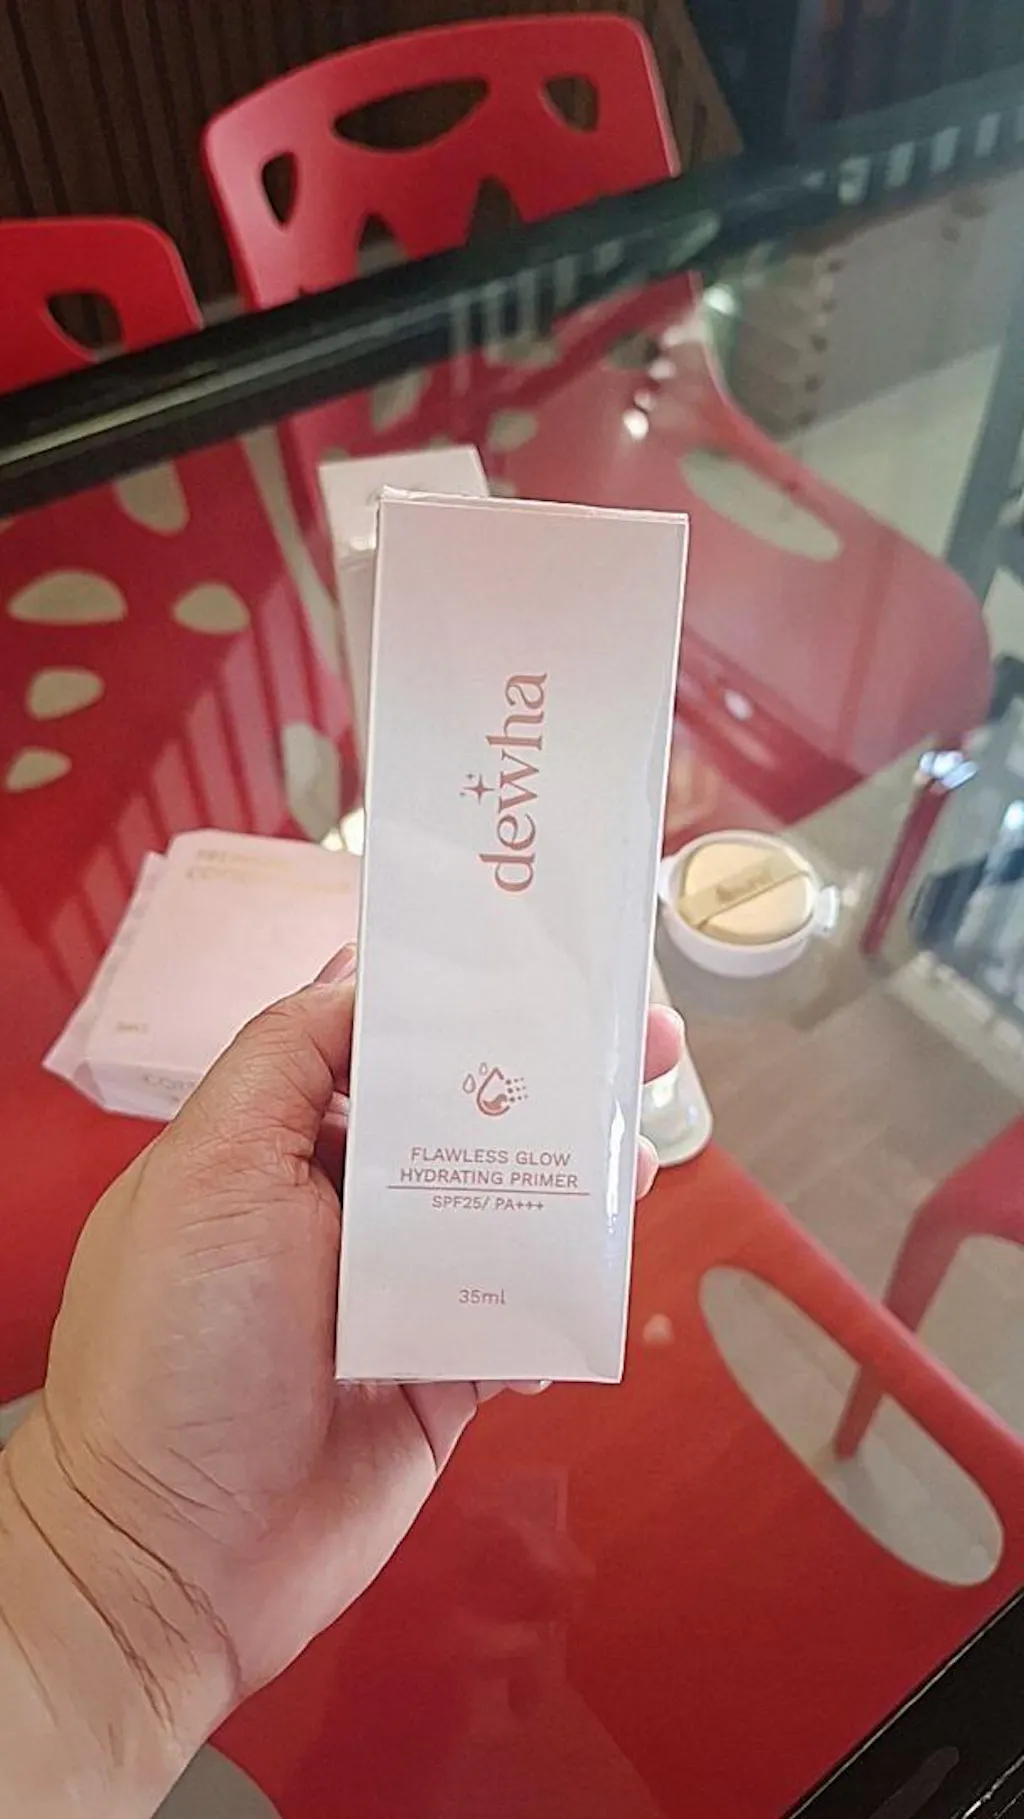 dewha
FLAWLESS GLOW
HYDRATING PRIMER
SPF25/ PA+++
35ml